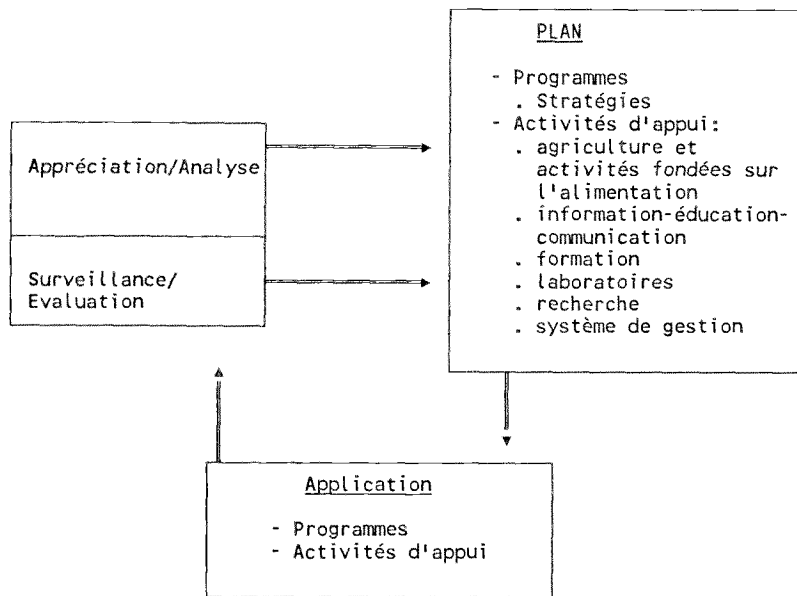 PLAN
- Programmes
. Stratégies
- Activités d'appui:
. agriculture et
activités fondées sur
l'alimentation
. information-éducation-
communication
. formation
. laboratoires
. recherche
. système de gestion
Appréciation/Analyse
Surveillance/
Evaluation
Application
- Programmes
- Activités d'appui